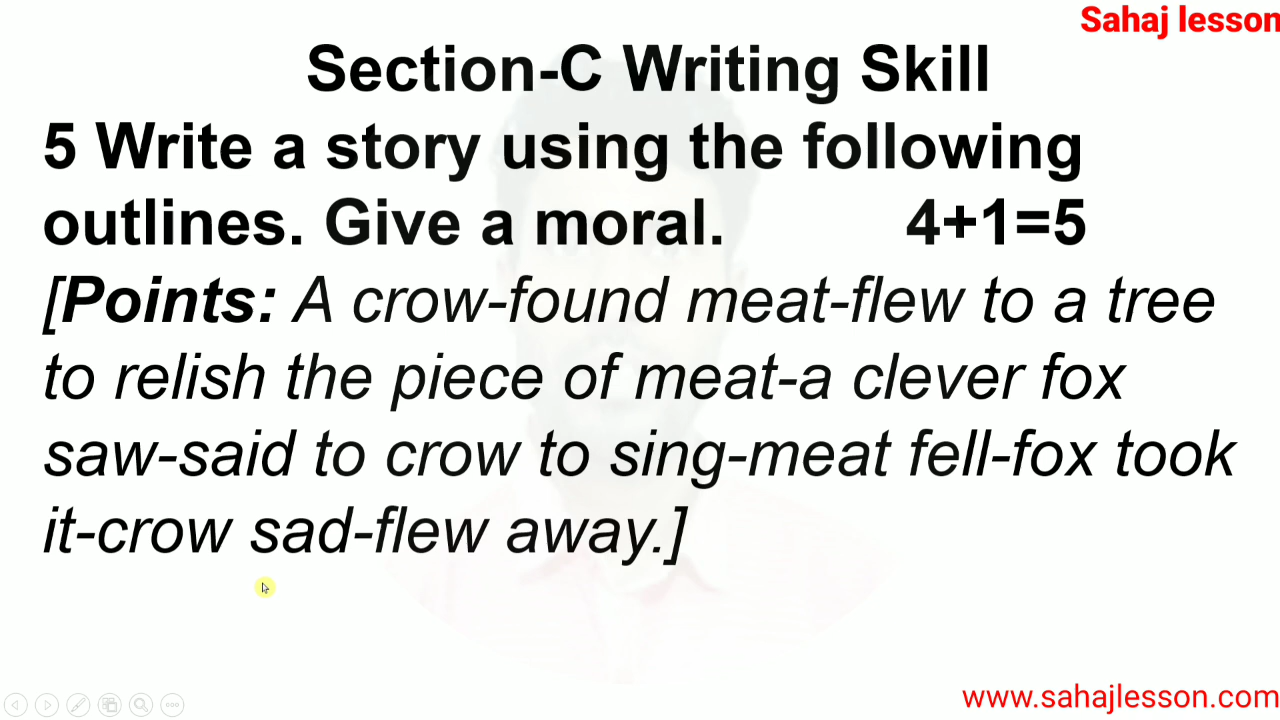 Sahaj lesson
Section-C Writing Skill
5 Write a story using the following
outlines. Give a moral. 4+1=5
[Points: A crow-found meat-flew to a tree
to relish the piece of meat-a clever fox
saw-said to crow to sing-meat fell-fox took
it-crow sad-flew away.]
www.sahajlesson.com